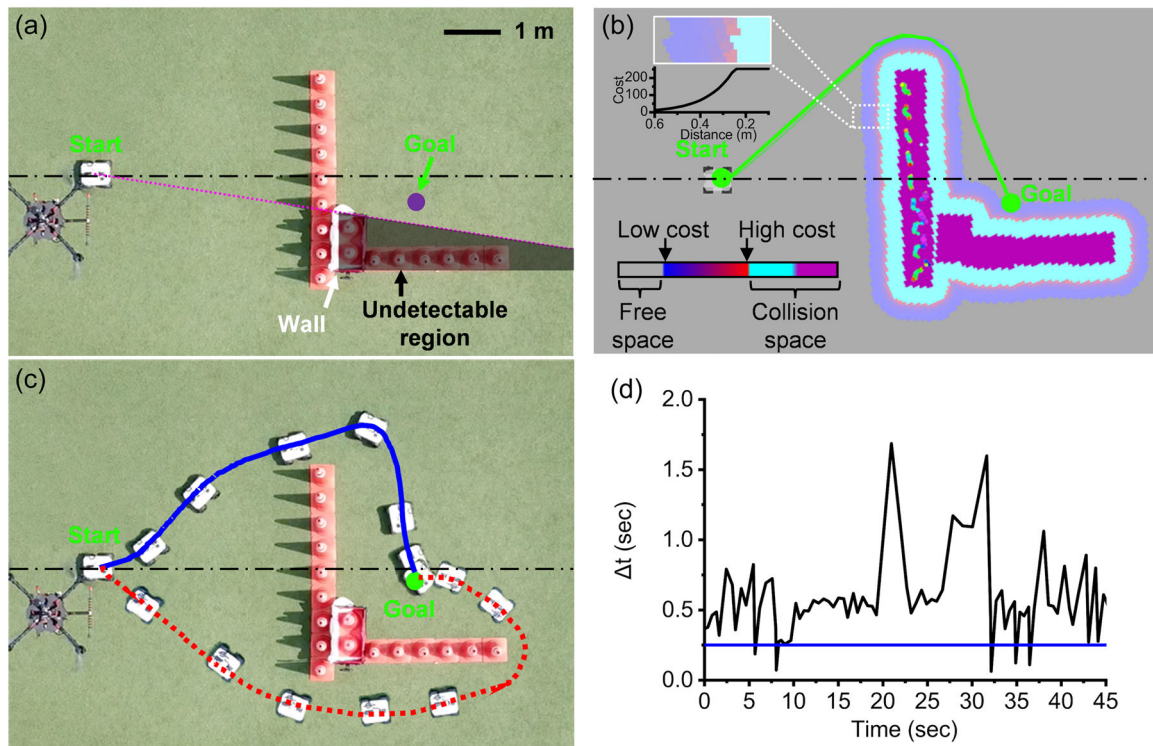 (a)
1 m
Start
Goal
Wall
Undetectable
region
(b)
Cost
200
100
0
0.6
0.4
0.2
Distance (m)
Start
Goal
Low cost
High cost
Free
space
Collision
space
(c)
Start
Goal
(d)
Δt (sec)
2.0
1.5
1.0
0.5
0.0
0
5
10
15
20
25
30
35
40
45
Time (sec)